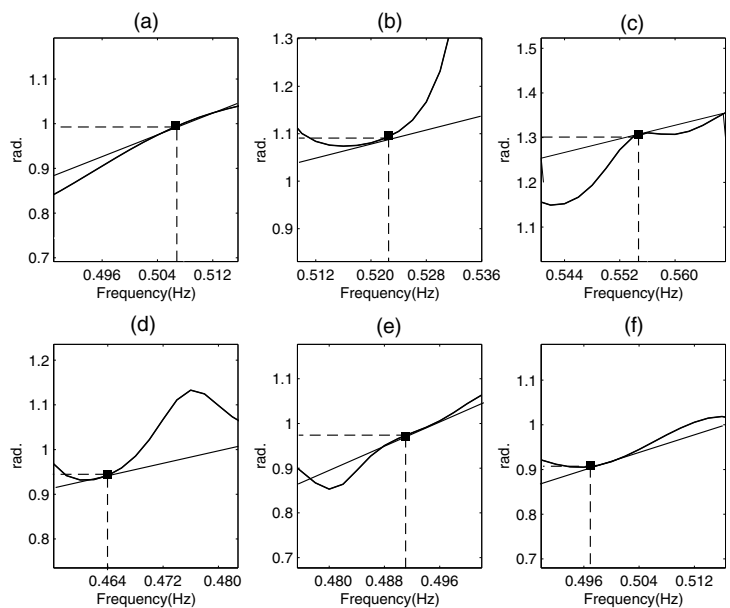 (a)
1.1
1
0.9
0.8
0.7
rad.
0.496 0.504 0.512
Frequency(Hz)
(b)
1.3
1.2
1.1
1
0.9
rad.
0.512 0.520 0.528 0.536
Frequency(Hz)
(c)
1.5
1.4
1.3
1.2
1.1
rad.
0.544 0.552 0.560
Frequency(Hz)
(d)
1.2
1.1
1
0.9
0.8
rad.
0.464 0.472 0.480
Frequency(Hz)
(e)
1.1
1
0.9
0.8
0.7
rad.
0.480 0.488 0.496
Frequency(Hz)
(f)
1.1
1
0.9
0.8
0.7
rad.
0.496 0.504 0.512
Frequency(Hz)